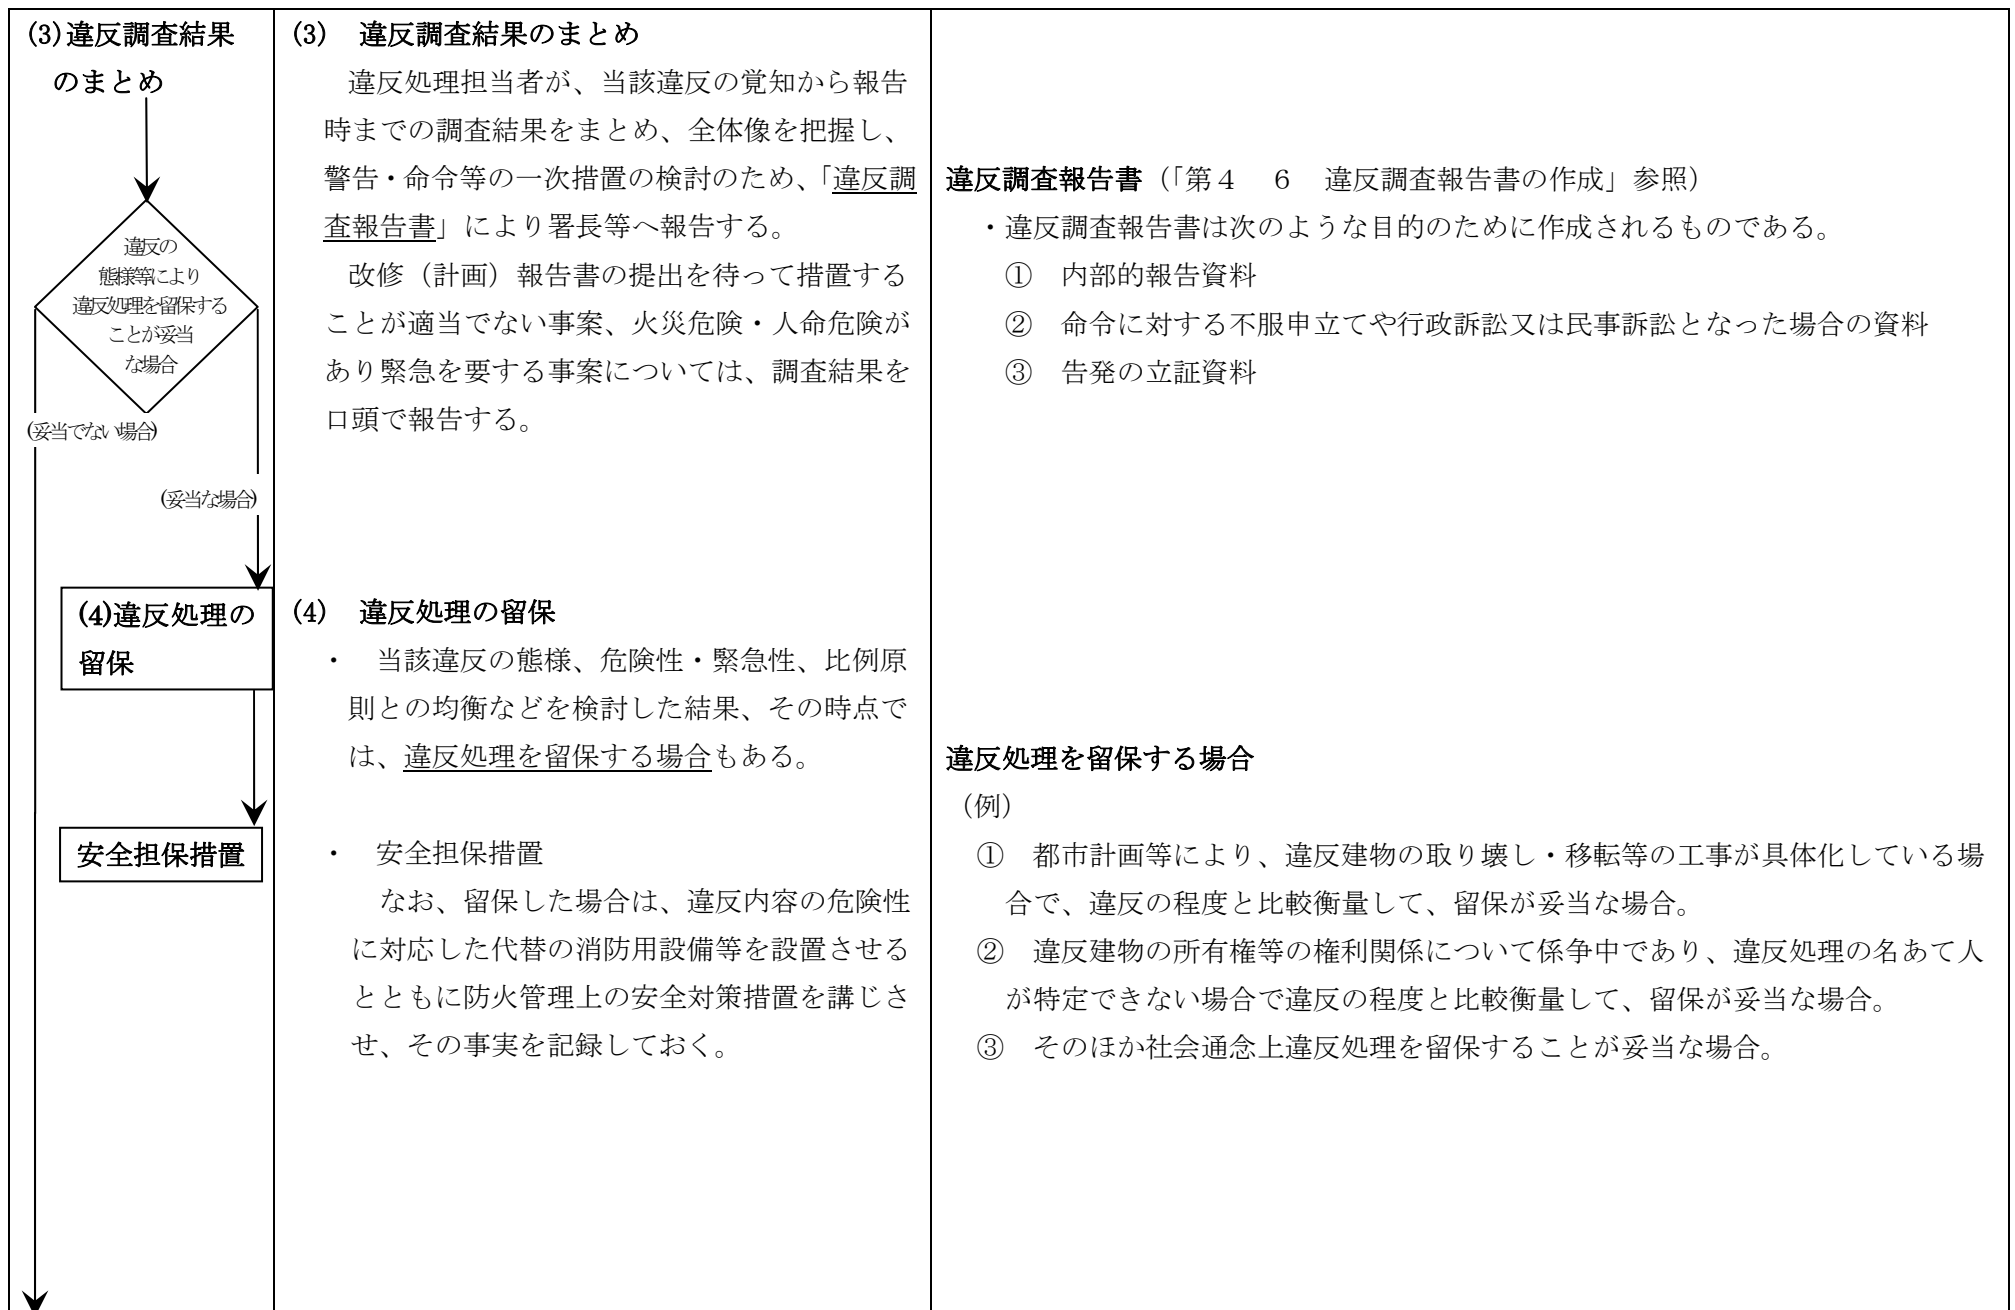 (3)違反調査結果
のまとめ
違反の
態様等により
違反処理を留保する
ことが妥当
な場合
(妥当でない場合)
(妥当な場合)
(4)違反処理の
留保
安全担保措置
(3)　違反調査結果のまとめ
違反処理担当者が、当該違反の覚知から報告
時までの調査結果をまとめ、全体像を把握し、
警告・命令等の一次措置の検討のため、「違反調
査報告書」により署長等へ報告する。
改修（計画）報告書の提出を待って措置する
ことが適当でない事案、火災危険・人命危険が
あり緊急を要する事案については、調査結果を
口頭で報告する。
(4)　違反処理の留保
・　当該違反の態様、危険性・緊急性、比例原
則との均衡などを検討した結果、その時点で
は、違反処理を留保する場合もある。
・　安全担保措置
なお、留保した場合は、違反内容の危険性
に対応した代替の消防用設備等を設置させる
とともに防火管理上の安全対策措置を講じさ
せ、その事実を記録しておく。
違反調査報告書（「第４　６　違反調査報告書の作成」参照）
・違反調査報告書は次のような目的のために作成されるものである。
①　内部的報告資料
②　命令に対する不服申立てや行政訴訟又は民事訴訟となった場合の資料
③　告発の立証資料
違反処理を留保する場合
（例）
①　都市計画等により、違反建物の取り壊し・移転等の工事が具体化している場
合で、違反の程度と比較衡量して、留保が妥当な場合。
②　違反建物の所有権等の権利関係について係争中であり、違反処理の名あて人
が特定できない場合で違反の程度と比較衡量して、留保が妥当な場合。
③　そのほか社会通念上違反処理を留保することが妥当な場合。